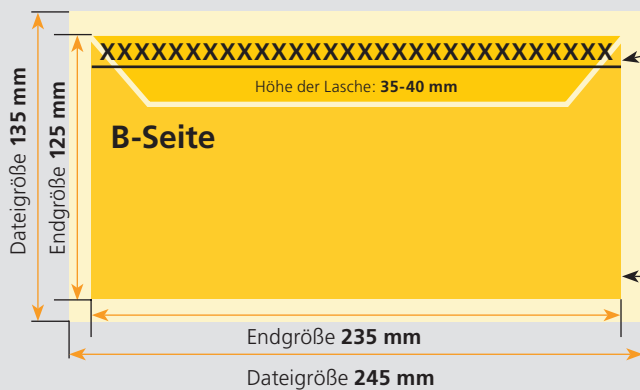 XXXXXXXXXXXXXXXXXXXXXXXXXXXXXX
Höhe der Lasche: 35-40 mm
B-Seite
Dateigröße 135 mm
Endgröße 125 mm
Endgröße 235 mm
Dateigröße 245 mm